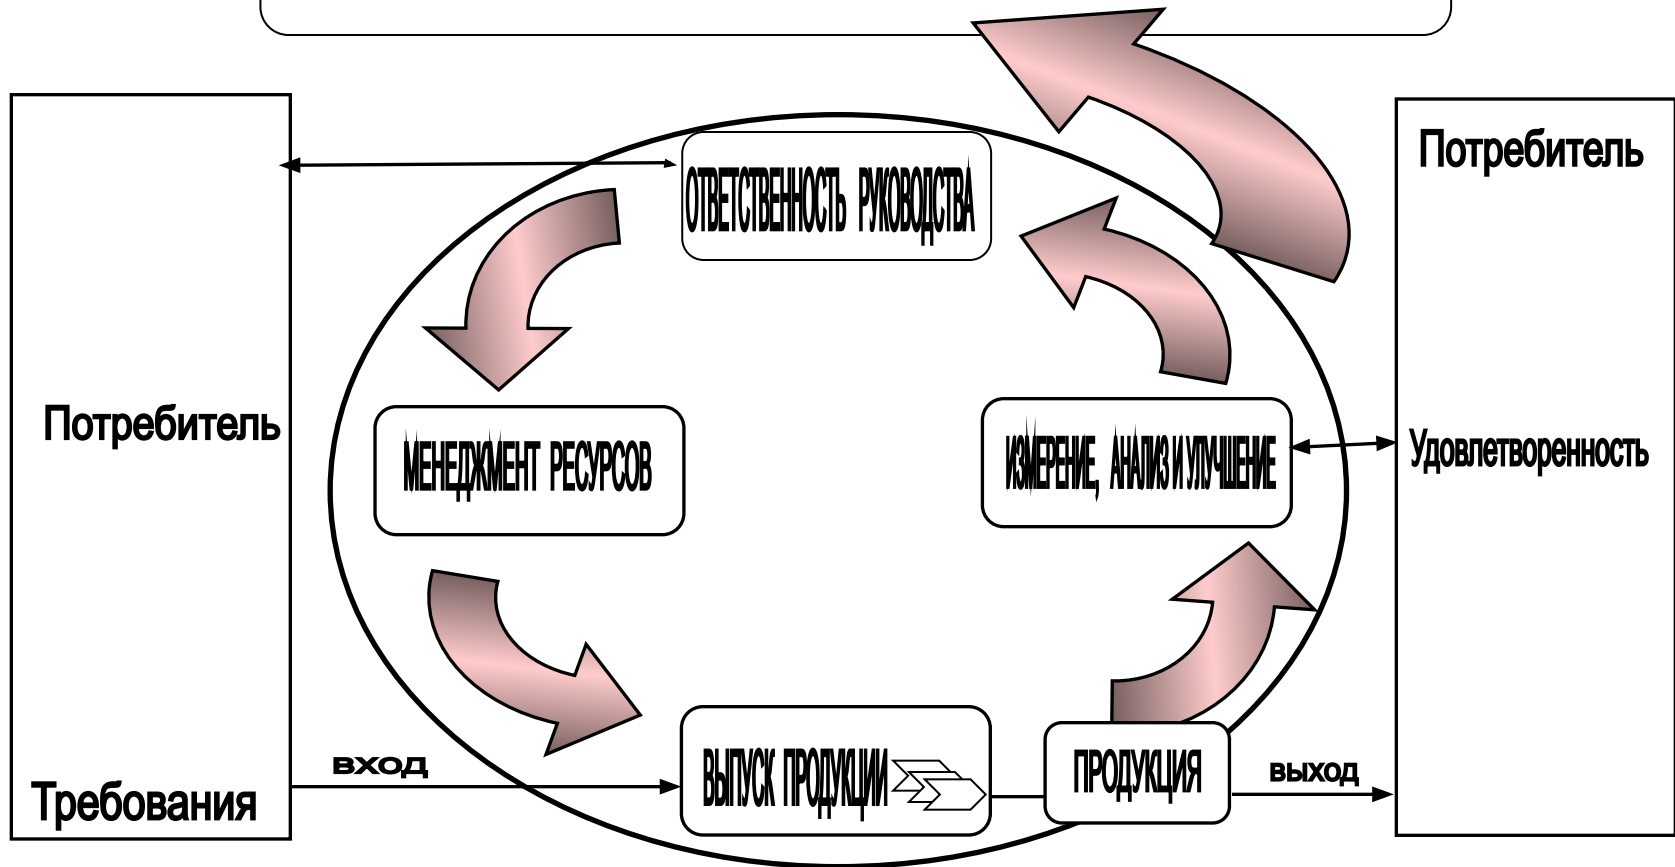 Потребитель
ОТВЕТСТВЕННОСТЬ РУКОВОДСТВА
Потребитель
МЕНЕДЖМЕНТ РЕСУРСОВ
ИЗМЕРЕНИЕ, АНАЛИЗ И УЛУЧШЕНИЕ
Удовлетворенность
Требования
вход
ВЫПУСК ПРОДУКЦИИ
ПРОДУКЦИЯ
выход